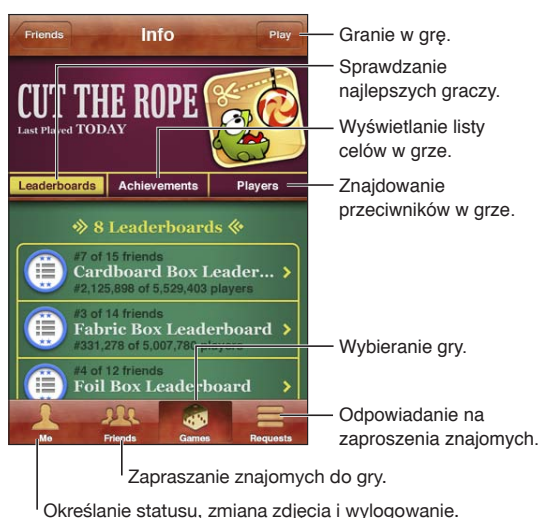 Friends
Info
Play
Granie w grę.
Sprawdzanie
najlepszych graczy.
CUT THE ROPE
Last Played TODAY
Wyświetlanie listy
celów w grze.
Leaderboards
Achievements
Players
Znajdowanie
przeciwników w grze.
8 Leaderboards
#7 of 15 friends
Cardboard Box Leader...
#2,125,898 of 5,529,403 players
#3 of 14 friends
Fabric Box Leaderboard
#331,278 of 5,007,780 players
Wybieranie gry.
#4 of 12 friends
Foil Box Leaderboard
Me
Friends
Games
Requests
Odpowiadanie na
zaproszenia znajomych.
Zapraszanie znajomych do gry.
Określanie statusu, zmiana zdjęcia i wylogowanie.